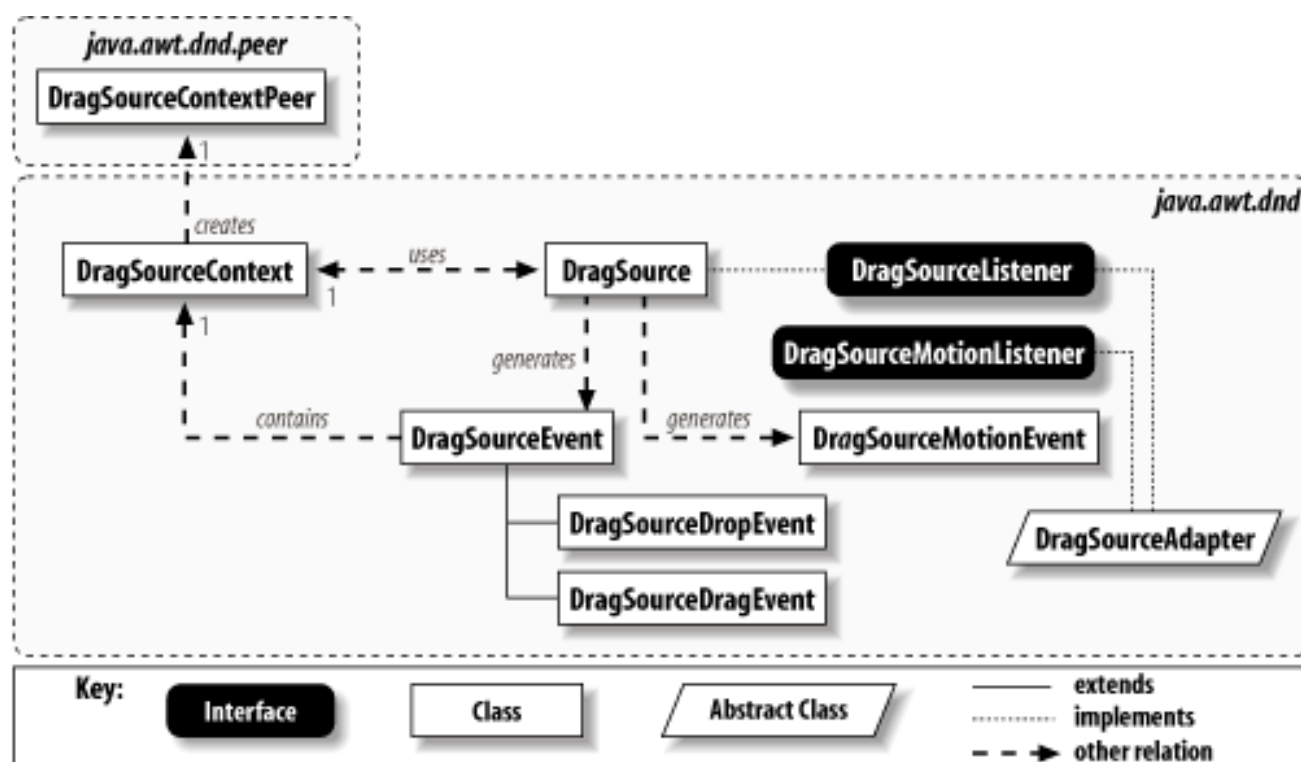 java.awt.dnd.peer
DragSourceContextPeer
1
java.awt.dnd
creates
DragSourceContext
uses
1
DragSource
DragSourceListener
1
DragSourceMotionListener
generates
contains
DragSourceEvent
generates
DragSourceMotionEvent
DragSourceDropEvent
DragSourceAdapter
DragSourceDragEvent
Key:
Interface
Class
Abstract Class
extends
implements
other relation